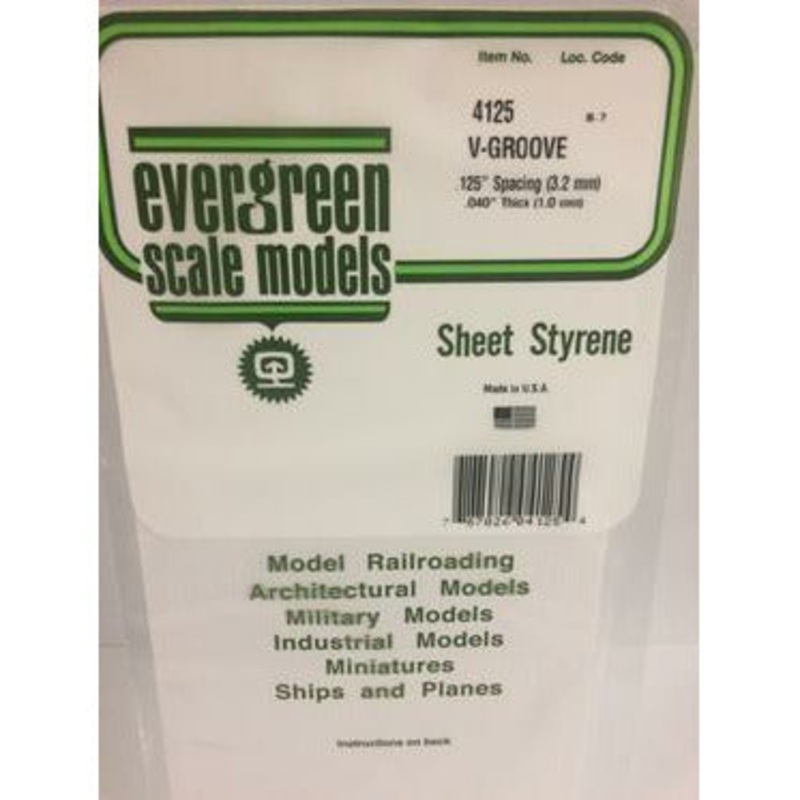 Item No. Loc. Code
4125 B-7
V-GROOVE
.125" Spacing (3.2 mm)
.040" Thick (1.0 mm)
evergreen
scale models
Sheet Styrene
Made in U.S.A
Model Railroading
Architectural Models
Military Models
Industrial Models
Miniatures
Ships and Planes
Instructions on back